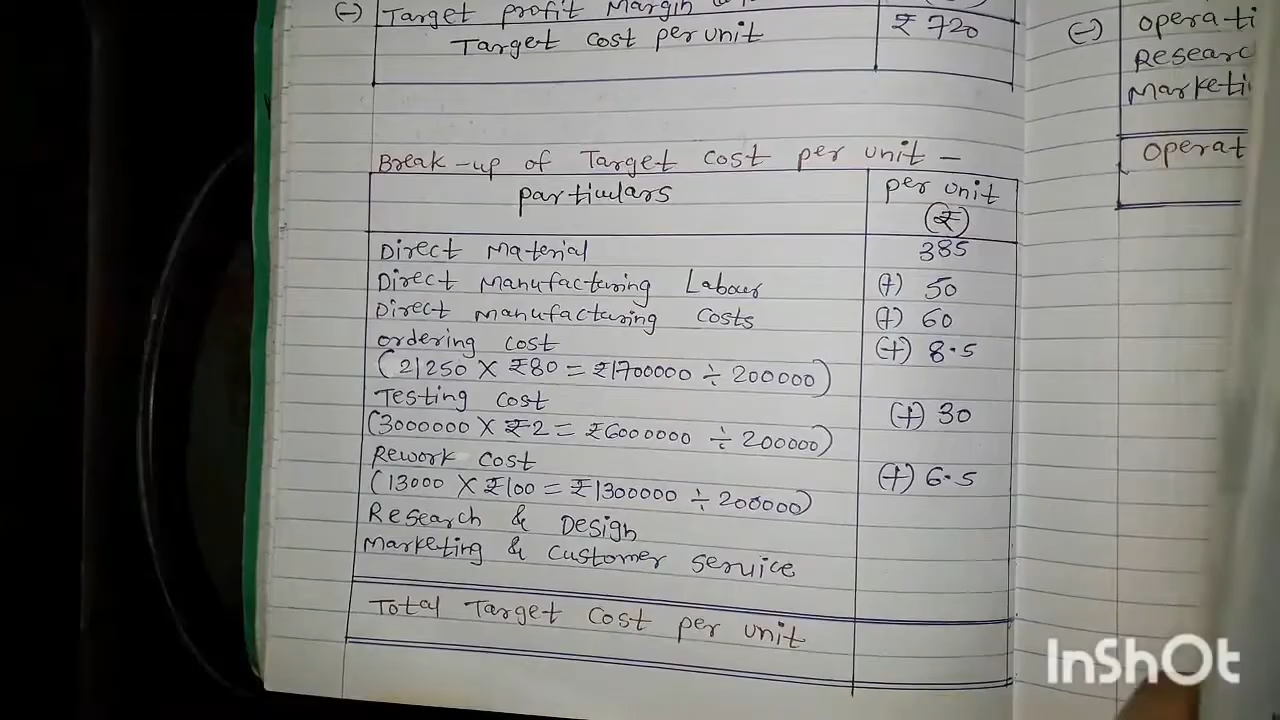 (-) Target profit Margin
Target cost per unit ₹ 720
(-) operati
Researc
Marketi
operat
Break-up of Target cost per unit -
particulars per unit (₹)
Direct Material 385
Direct Manufacturing Labour (+) 50
Direct Manufacturing costs (+) 60
ordering cost (+) 8.5
(21250 × ₹80 = ₹1700000 ÷ 200000)
Testing cost (+) 30
(3000000 × ₹2 = ₹6000000 ÷ 200000)
Rework cost (+) 6.5
(13000 × ₹100 = ₹1300000 ÷ 200000)
Research & Design
Marketing & customer service
Total Target cost per unit
InShOt